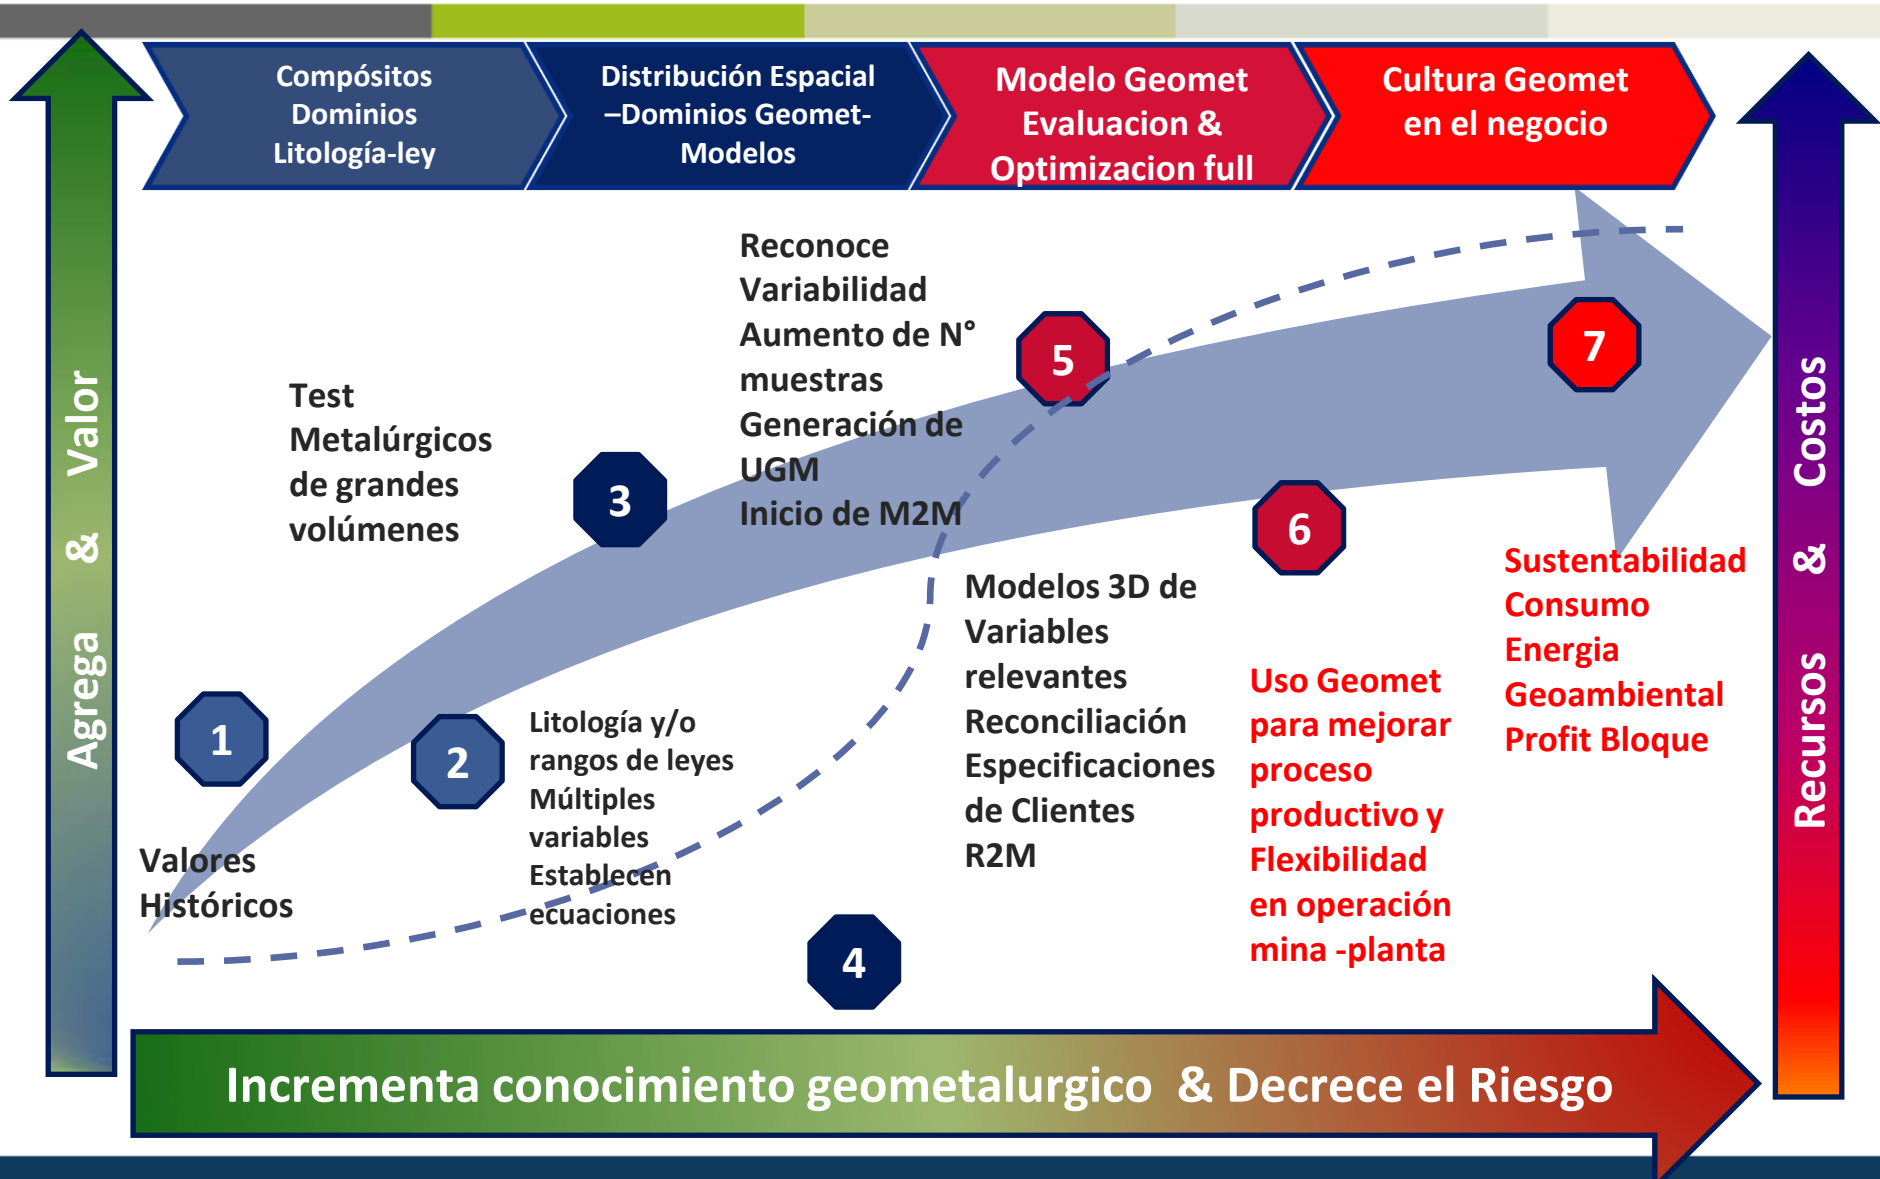 Compósitos
Dominios
Litología-ley
Distribución Espacial
–Dominios Geomet-
Modelos
Modelo Geomet
Evaluacion &
Optimizacion full
Cultura Geomet
en el negocio
Agrega & Valor
Recursos & Costos
1
Valores
Históricos
Test
Metalúrgicos
de grandes
volúmenes
2
Litología y/o
rangos de leyes
Múltiples
variables
Establecen
ecuaciones
3
Reconoce
Variabilidad
Aumento de N°
muestras
Generación de
UGM
Inicio de M2M
4
5
Modelos 3D de
Variables
relevantes
Reconciliación
Especificaciones
de Clientes
R2M
6
Uso Geomet
para mejorar
proceso
productivo y
Flexibilidad
en operación
mina -planta
7
Sustentabilidad
Consumo
Energia
Geoambiental
Profit Bloque
Incrementa conocimiento geometalurgico & Decrece el Riesgo